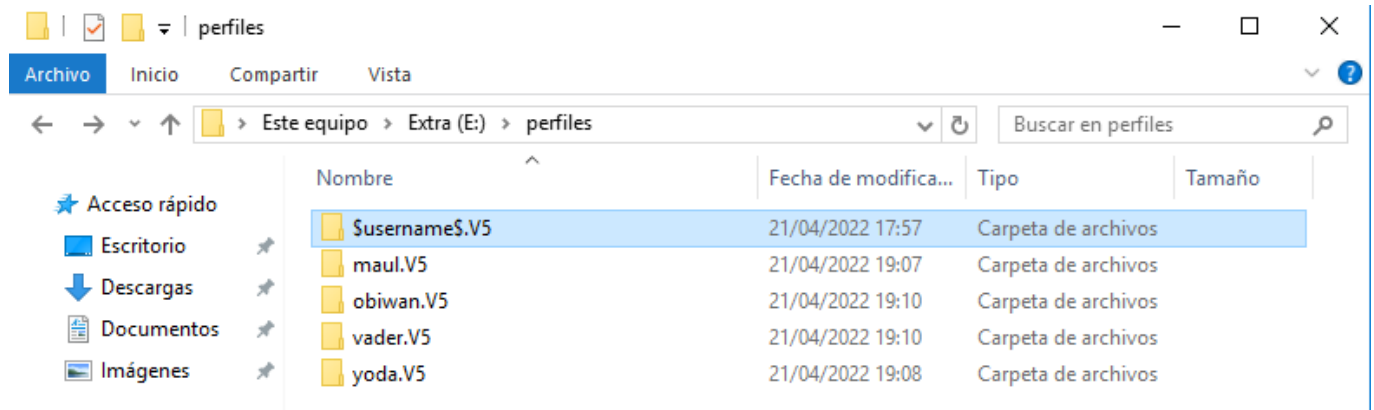 perfiles
Archivo Inicio Compartir Vista
Este equipo > Extra (E:) > perfiles Buscar en perfiles
Nombre Fecha de modifica... Tipo Tamaño
Acceso rápido
$username$.V5 21/04/2022 17:57 Carpeta de archivos
Escritorio
maul.V5 21/04/2022 19:07 Carpeta de archivos
Descargas
obiwan.V5 21/04/2022 19:10 Carpeta de archivos
Documentos
vader.V5 21/04/2022 19:10 Carpeta de archivos
Imágenes
yoda.V5 21/04/2022 19:08 Carpeta de archivos